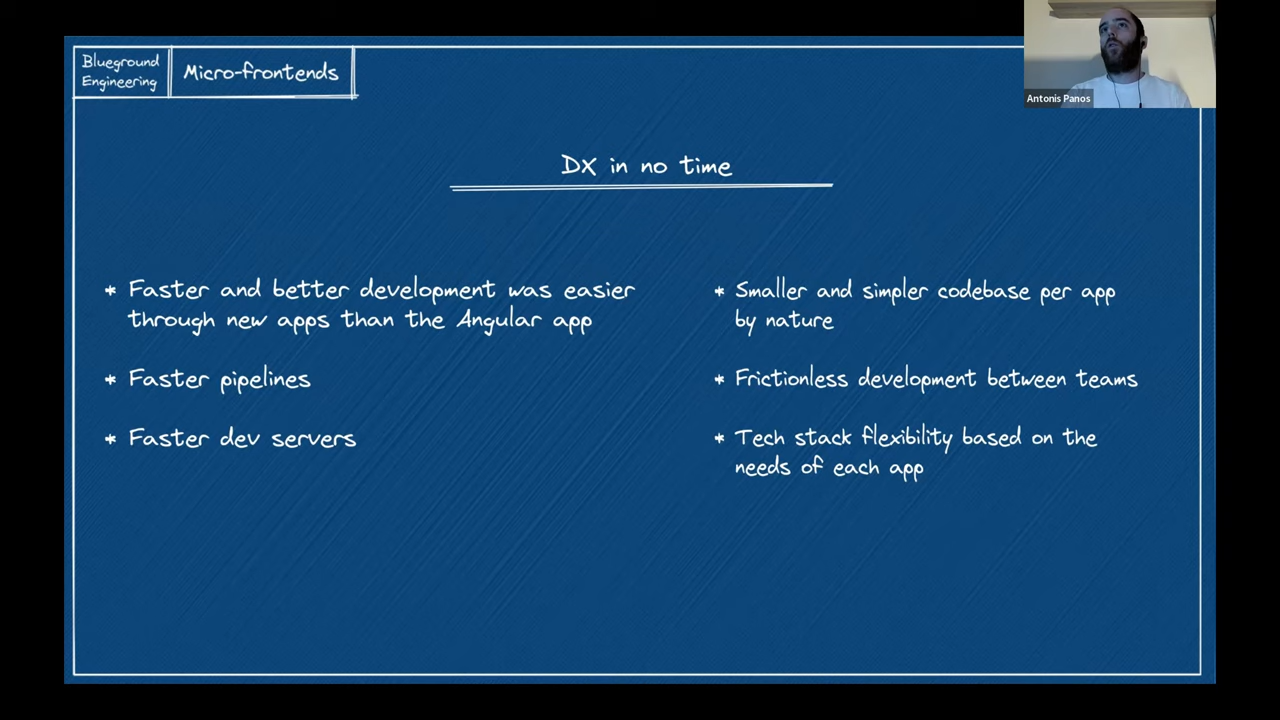 Blueground
Engineering
Micro-frontends
Antonis Panos
DX in no time
* Faster and better development was easier
through new apps than the Angular app
* Faster pipelines
* Faster dev servers
* Smaller and simpler codebase per app
by nature
* Frictionless development between teams
* Tech stack flexibility based on the
needs of each app